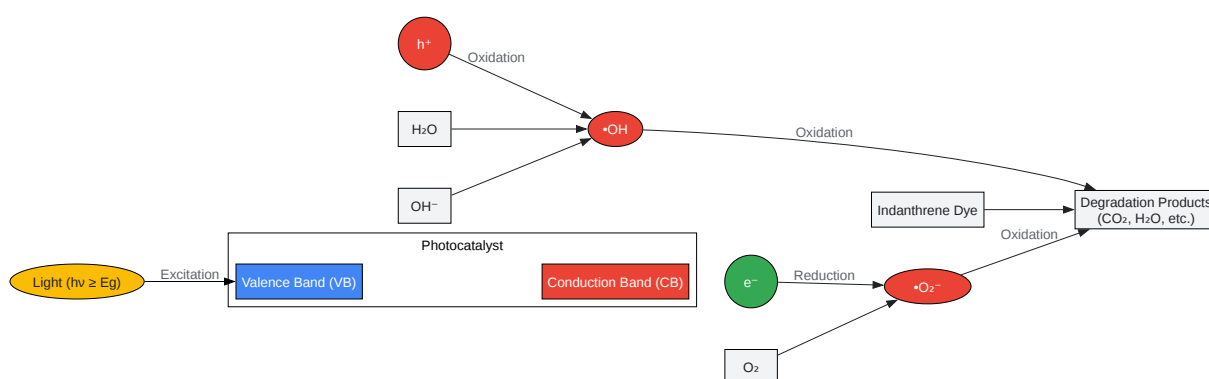 h⁺
Oxidation
H₂O
•OH
Oxidation
OH⁻
Indanthrene Dye
Degradation Products
(CO₂, H₂O, etc.)
Photocatalyst
Oxidation
Light (hν ≥ Eg)
Excitation
Valence Band (VB)
Conduction Band (CB)
e⁻
Reduction
•O₂⁻
O₂